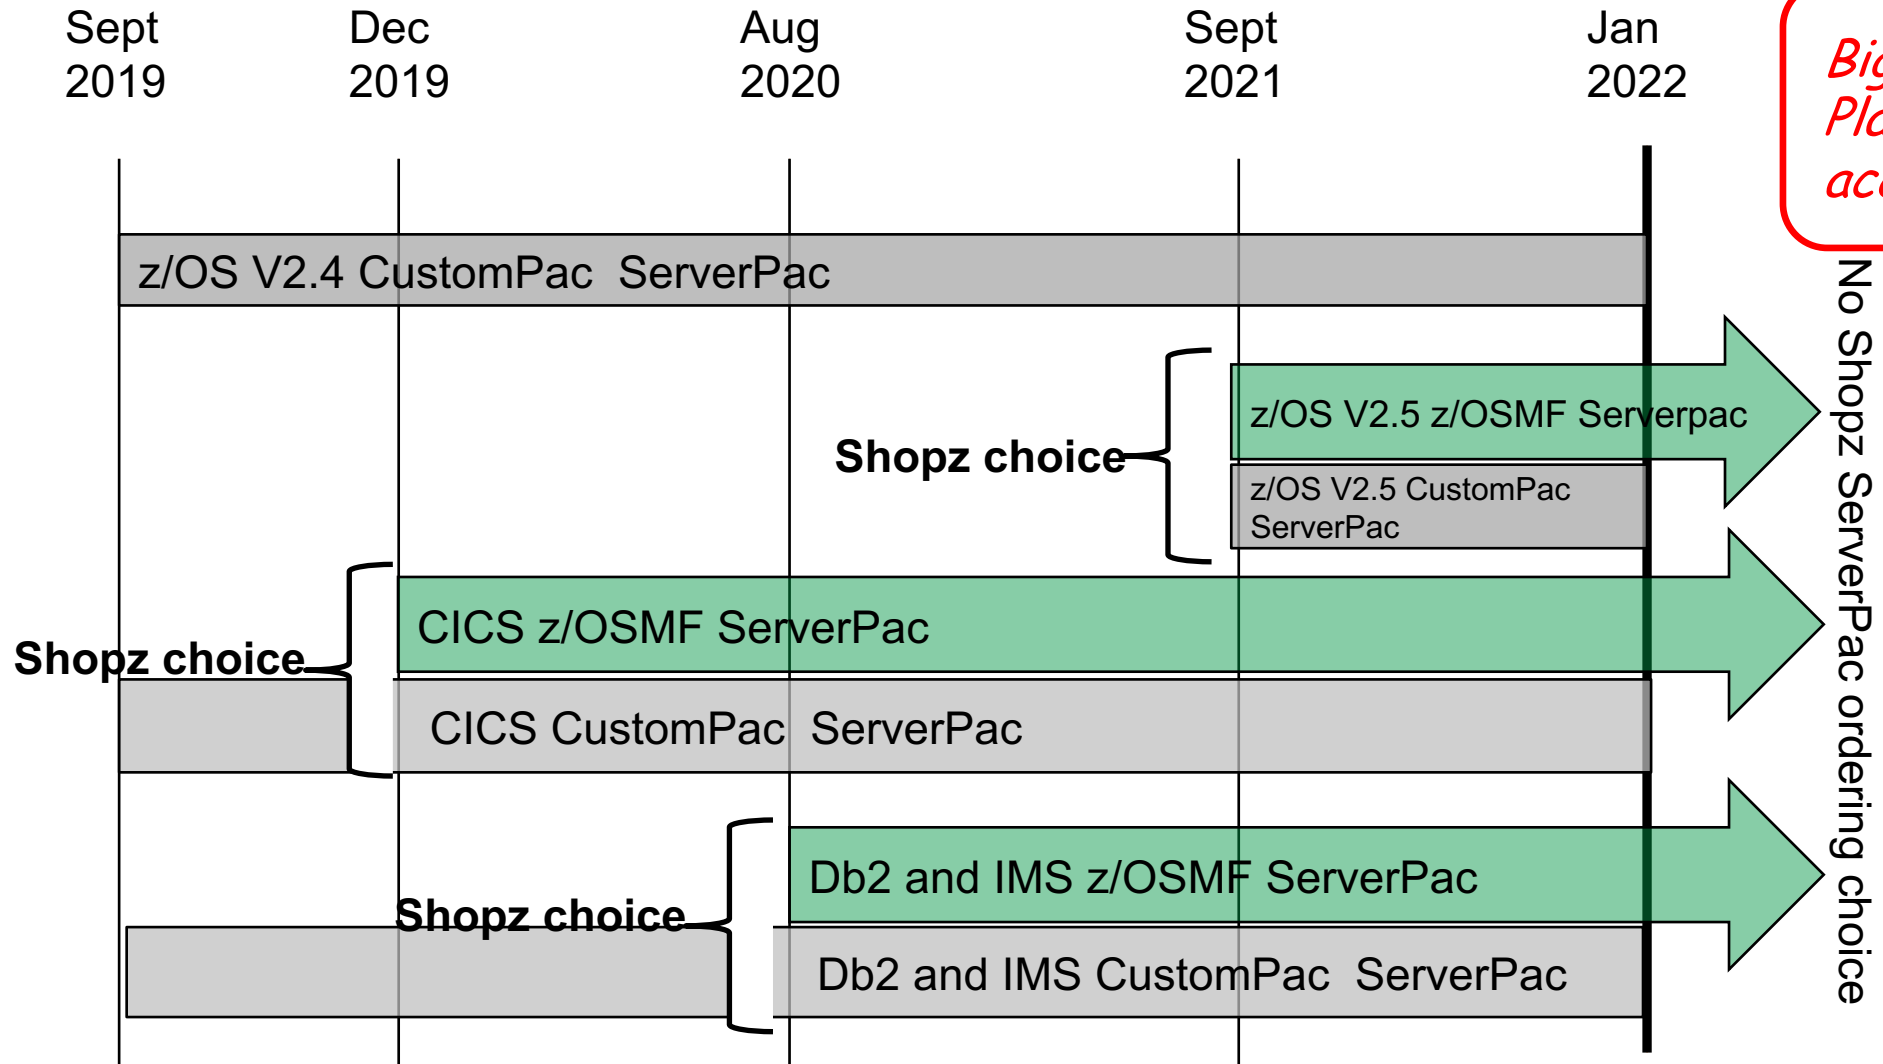 Sept
2019
Dec
2019
Aug
2020
Sept
2021
Jan
2022
z/OS V2.4 CustomPac ServerPac
Shopz choice
z/OS V2.5 z/OSMF Serverpac
z/OS V2.5 CustomPac
ServerPac
Shopz choice
CICS z/OSMF ServerPac
CICS CustomPac ServerPac
Shopz choice
Db2 and IMS z/OSMF ServerPac
Db2 and IMS CustomPac ServerPac
No Shopz ServerPac ordering choice